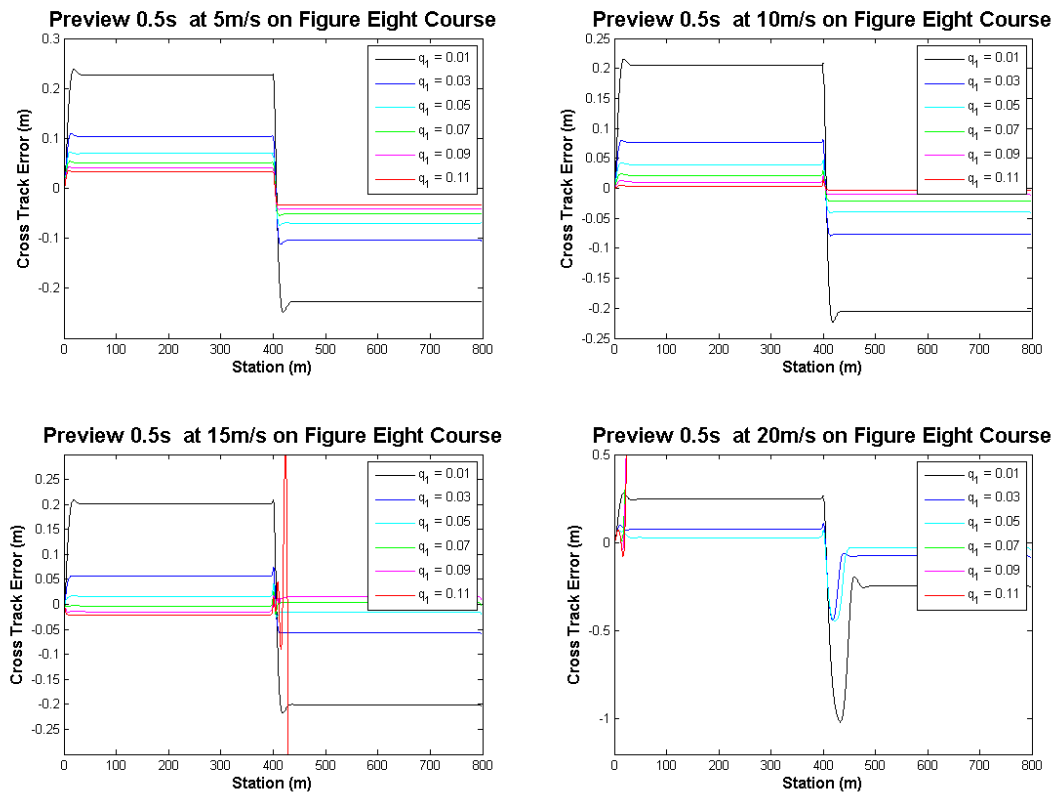 Preview 0.5s at 5m/s on Figure Eight Course
Cross Track Error (m)
0.3
0.2
0.1
0
-0.1
-0.2
0 100 200 300 400 500 600 700 800
Station (m)
q1 = 0.01
q1 = 0.03
q1 = 0.05
q1 = 0.07
q1 = 0.09
q1 = 0.11
Preview 0.5s at 10m/s on Figure Eight Course
Cross Track Error (m)
0.25
0.2
0.15
0.1
0.05
0
-0.05
-0.1
-0.15
-0.2
-0.25
0 100 200 300 400 500 600 700 800
Station (m)
q1 = 0.01
q1 = 0.03
q1 = 0.05
q1 = 0.07
q1 = 0.09
q1 = 0.11
Preview 0.5s at 15m/s on Figure Eight Course
Cross Track Error (m)
0.25
0.2
0.15
0.1
0.05
0
-0.05
-0.1
-0.15
-0.2
-0.25
0 100 200 300 400 500 600 700 800
Station (m)
q1 = 0.01
q1 = 0.03
q1 = 0.05
q1 = 0.07
q1 = 0.09
q1 = 0.11
Preview 0.5s at 20m/s on Figure Eight Course
Cross Track Error (m)
0.5
0
-0.5
-1
0 100 200 300 400 500 600 700 800
Station (m)
q1 = 0.01
q1 = 0.03
q1 = 0.05
q1 = 0.07
q1 = 0.09
q1 = 0.11